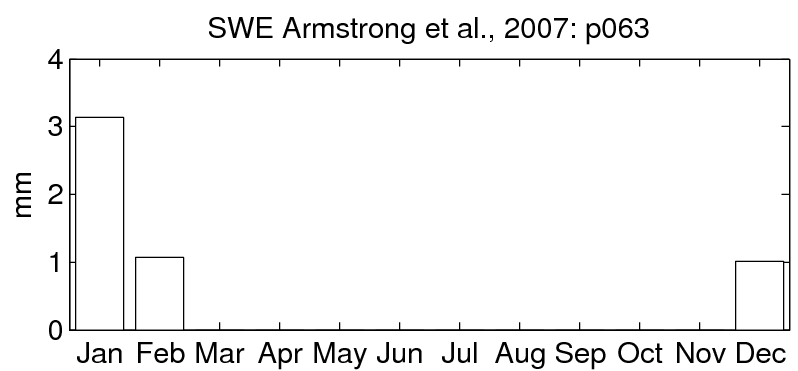 SWE Armstrong et al., 2007: p063
4
3
2
1
0
mm
Jan Feb Mar Apr May Jun Jul Aug Sep Oct Nov Dec